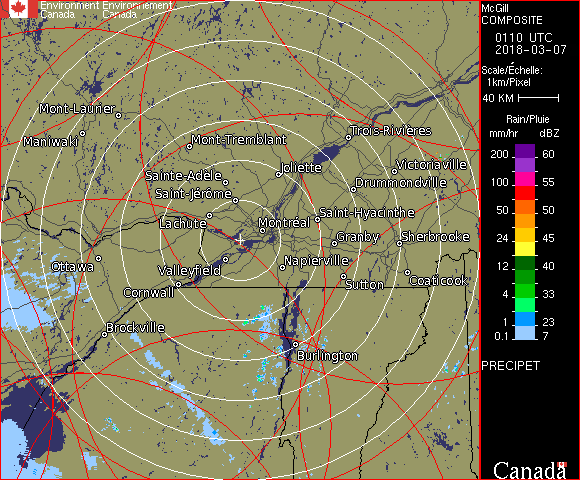 Environment Environnement
Canada Canada
McGill
COMPOSITE
0110 UTC
2018-03-07
Scale/Échelle:
1km/Pixel
40 KM
Rain/Pluie
mm/hr dBZ
200 60
150 57
100 55
50 50
24 45
12 40
4 33
1 23
0.1 7
PRECIPET
Canada
Mont-Laurier
Maniwaki
Mont-Tremblant
Trois-Rivières
Joliette
Victoriaville
Sainte-Adèle
Drummondville
Saint-Jérôme
Saint-Hyacinthe
Lachute
Montréal
Granby
Sherbrooke
Ottawa
Valleyfield
Napierville
Coaticook
Sutton
Cornwall
Brockville
Burlington